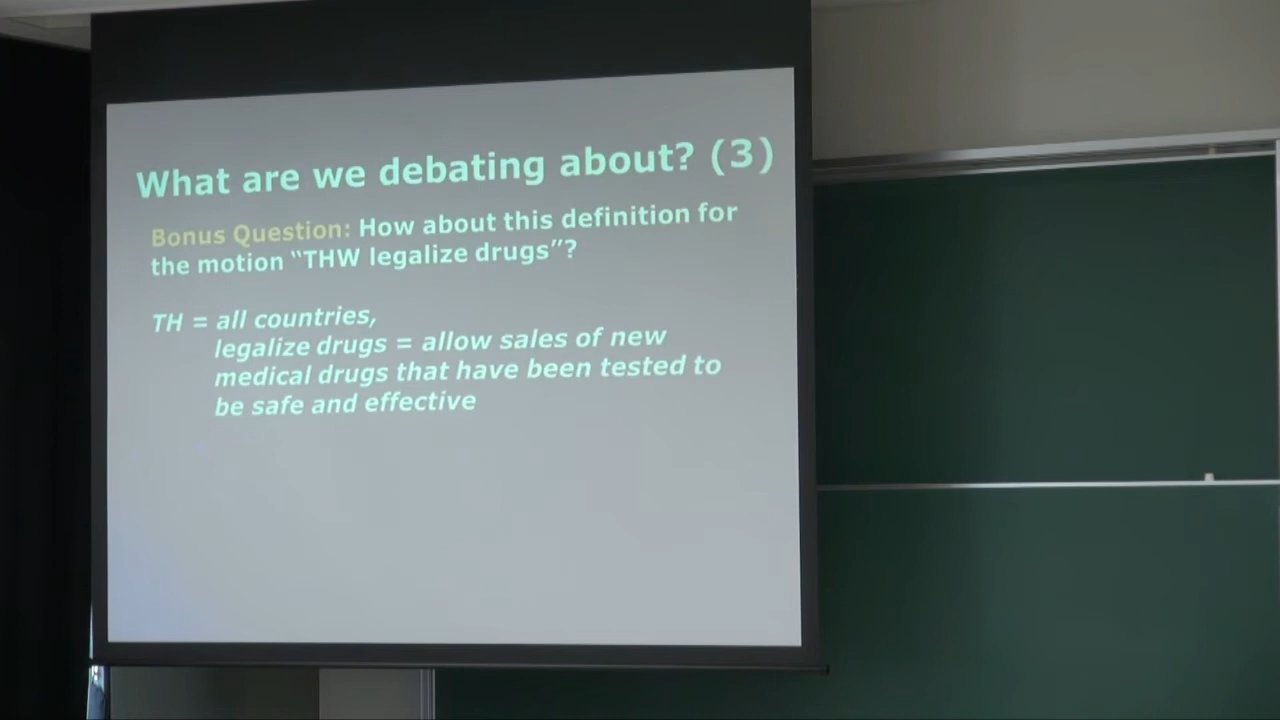 What are we debating about? (3)
Bonus Question: How about this definition for
the motion “THW legalize drugs”?
TH = all countries,
legalize drugs = allow sales of new
medical drugs that have been tested to
be safe and effective